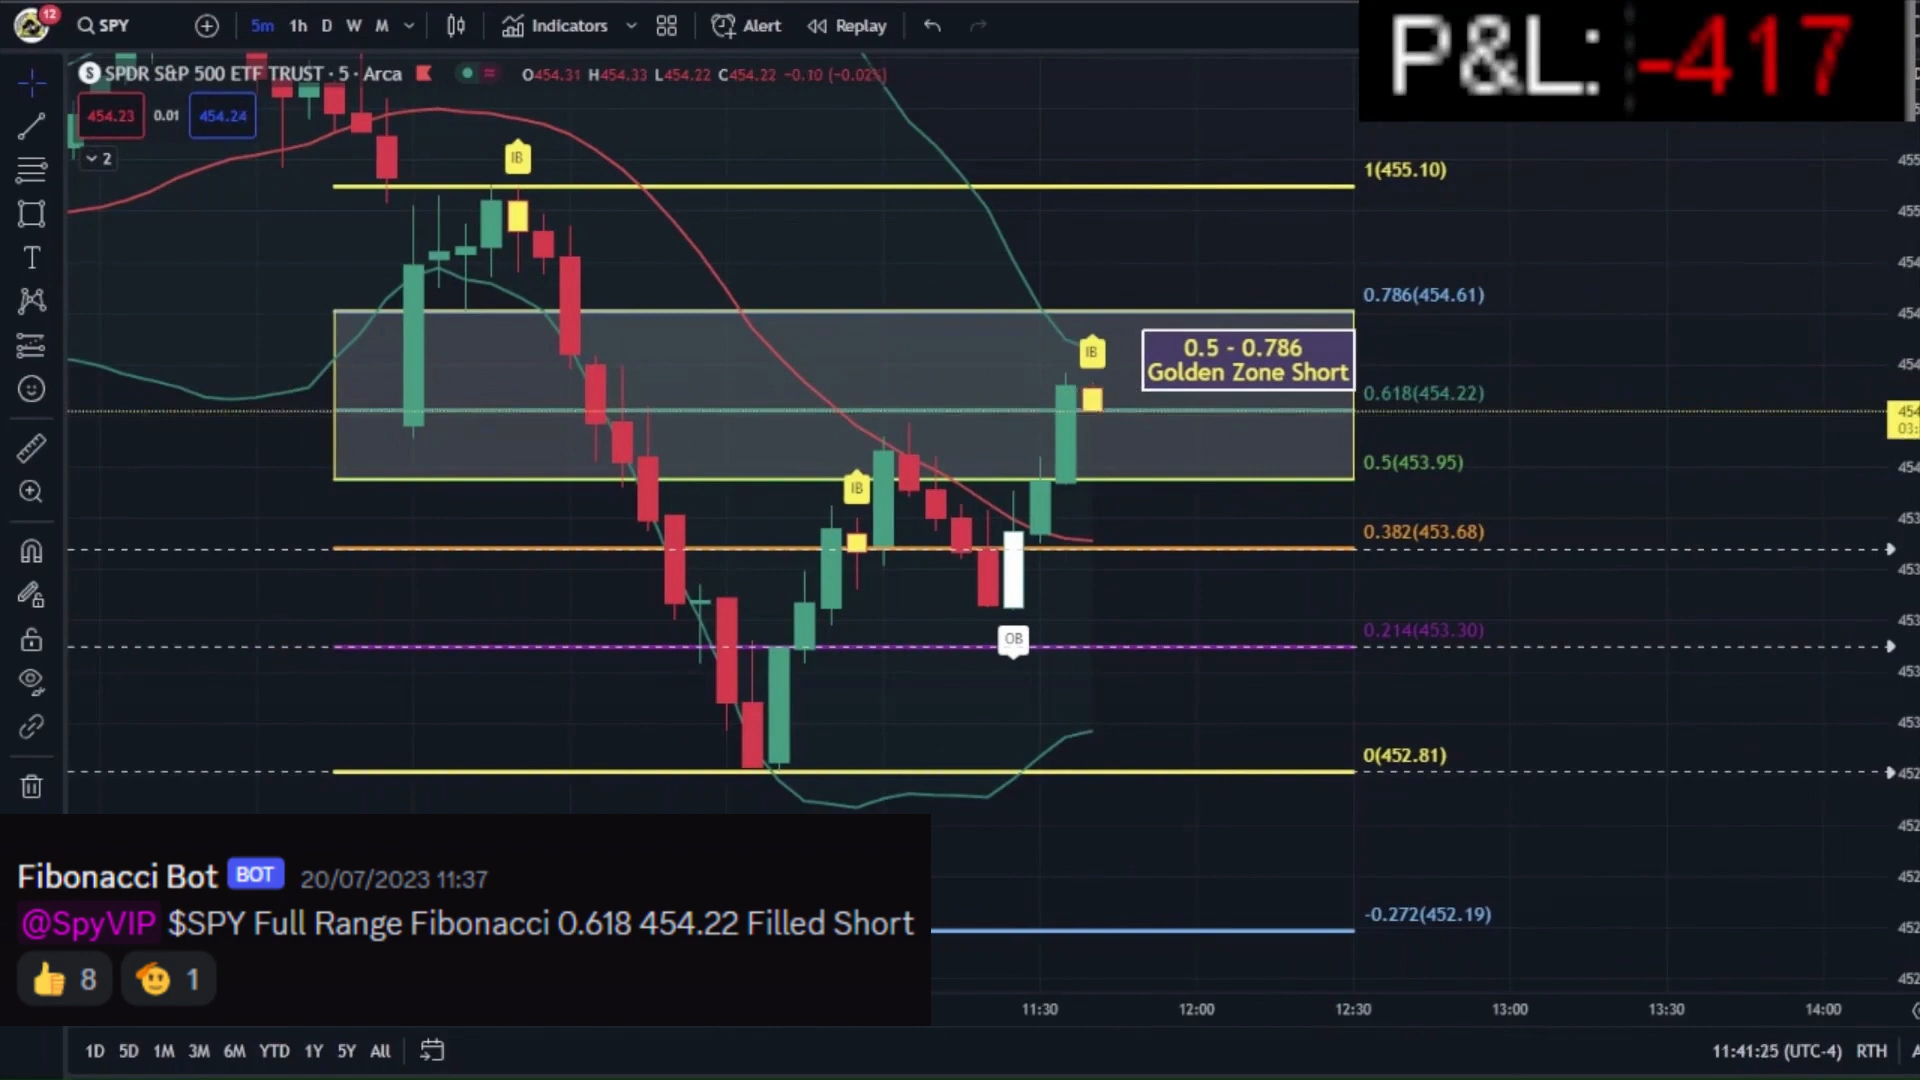 12
SPY
5m 1h D W M
Indicators
Alert
Replay
P&L: -417
SPDR S&P 500 ETF TRUST · 5 · Arca
O454.31 H454.33 L454.22 C454.22 -0.10 (-0.02%)
454.23 0.01 454.24
2
IB
1(455.10)
0.786(454.61)
IB
0.5 - 0.786
Golden Zone Short
0.618(454.22)
0.5(453.95)
IB
0.382(453.68)
OB
0.214(453.30)
0(452.81)
-0.272(452.19)
Fibonacci Bot BOT 20/07/2023 11:37
@SpyVIP $SPY Full Range Fibonacci 0.618 454.22 Filled Short
8 1
11:30 12:00 12:30 13:00 13:30 14:00
1D 5D 1M 3M 6M YTD 1Y 5Y All
11:41:25 (UTC-4) RTH